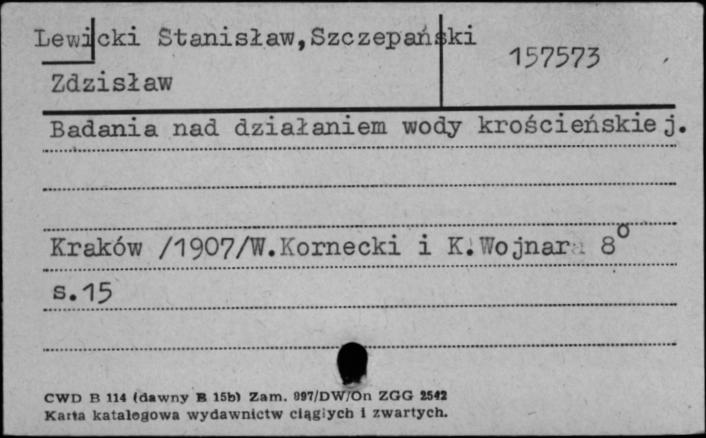 Lewicki Stanisław,Szczepański
157573
Zdzisław
Badania nad działaniem wody krościeńskiej.
Kraków /1907/W.Kornecki i K.Wojnar 8°
s.15
CWD B 114 (dawny B 15b) Zam. 997/DW/On ZGG 2542
Karta katalogowa wydawnictw ciągłych i zwartych.